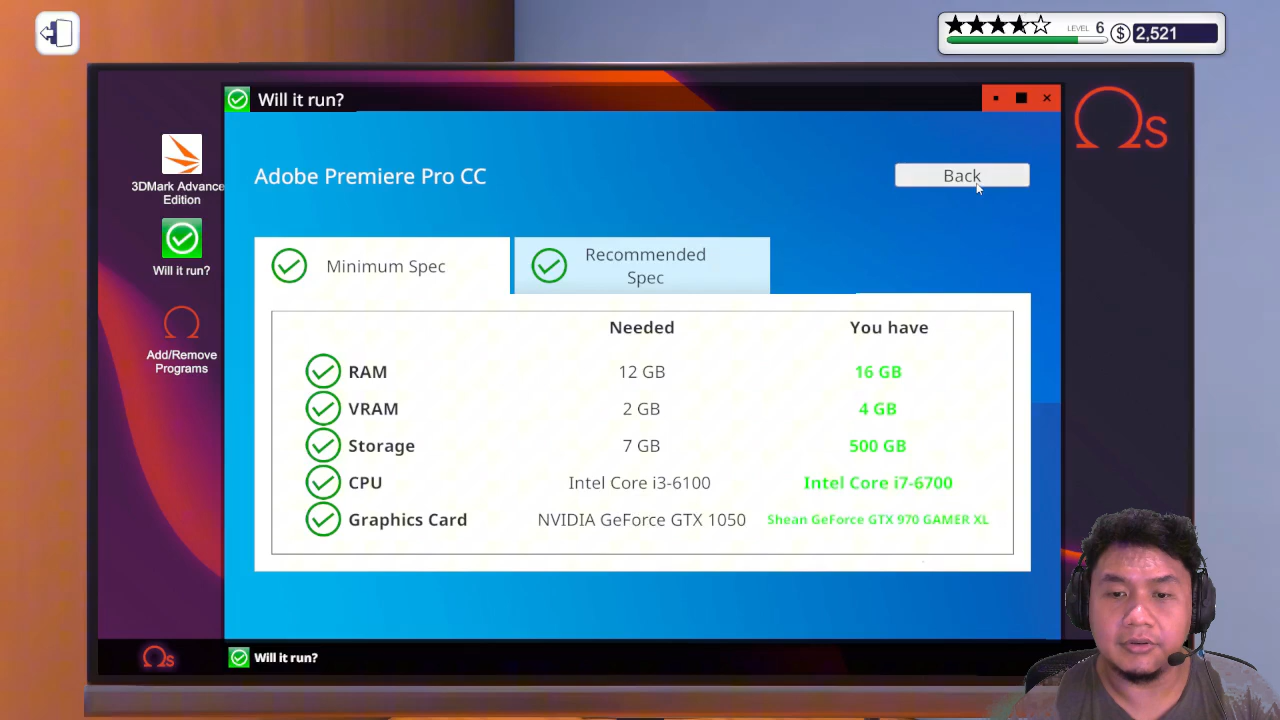 LEVEL 6
$ 2,521
Will it run?
Ωs
3DMark Advance
Edition
Will it run?
Add/Remove
Programs
Adobe Premiere Pro CC
Back
Minimum Spec
Recommended
Spec
Needed You have
RAM 12 GB 16 GB
VRAM 2 GB 4 GB
Storage 7 GB 500 GB
CPU Intel Core i3-6100 Intel Core i7-6700
Graphics Card NVIDIA GeForce GTX 1050 Shean GeForce GTX 970 GAMER XL
Ωs
Will it run?